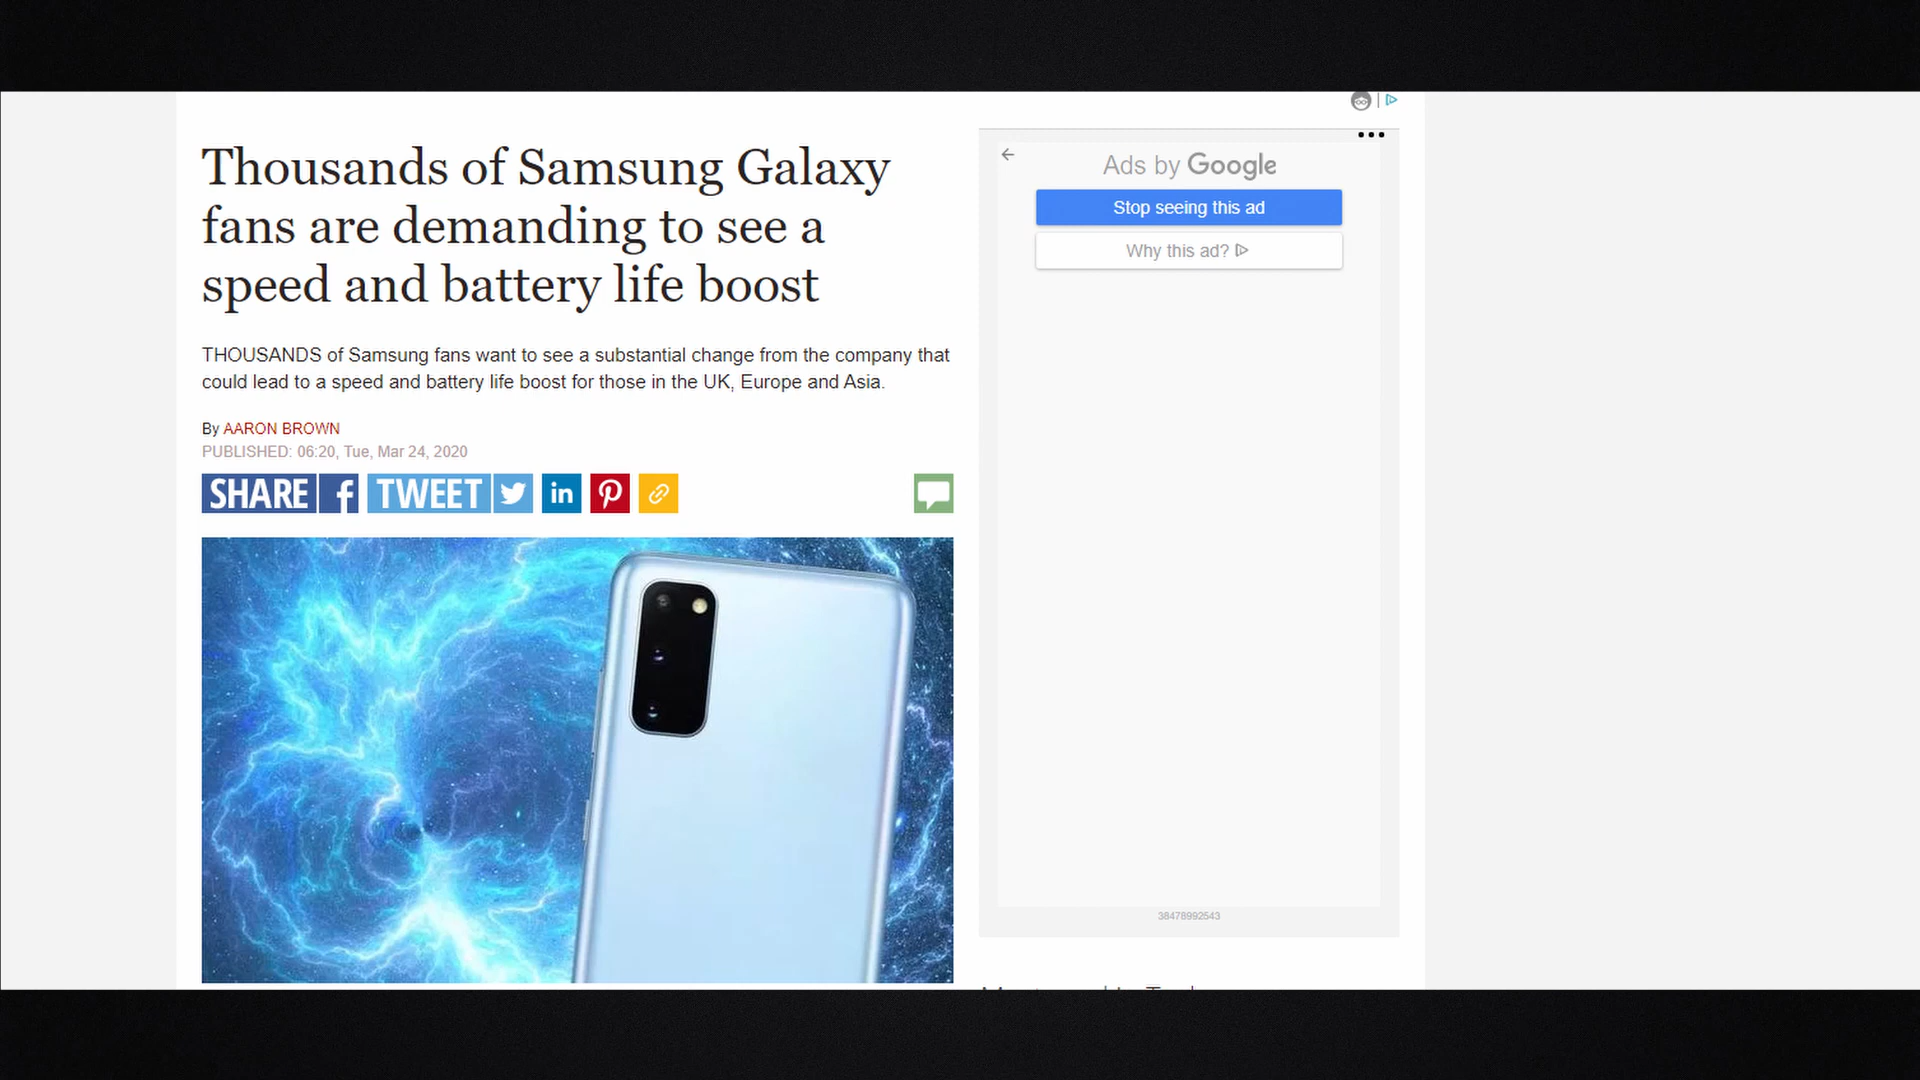 Thousands of Samsung Galaxy
fans are demanding to see a
speed and battery life boost
THOUSANDS of Samsung fans want to see a substantial change from the company that
could lead to a speed and battery life boost for those in the UK, Europe and Asia.
By AARON BROWN
PUBLISHED: 06:20, Tue, Mar 24, 2020
SHARE f TWEET in
Ads by Google
Stop seeing this ad
Why this ad?
38478992543